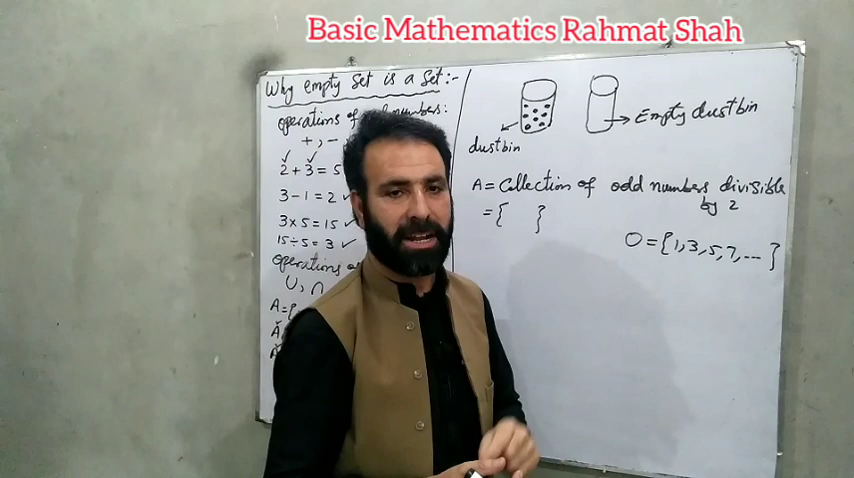 Basic Mathematics Rahmat Shah
Why empty set is a set:-
operations of numbers:
+, -
2 + 3 = 5
3 - 1 = 2 ✓
3 x 5 = 15 ✓
15 ÷ 5 = 3 ✓
operations
∪, ∩
A = {
A
A
dustbin
Empty dustbin
A = Collection of odd numbers divisible
by 2
= { }
O = {1, 3, 5, 7, ... }